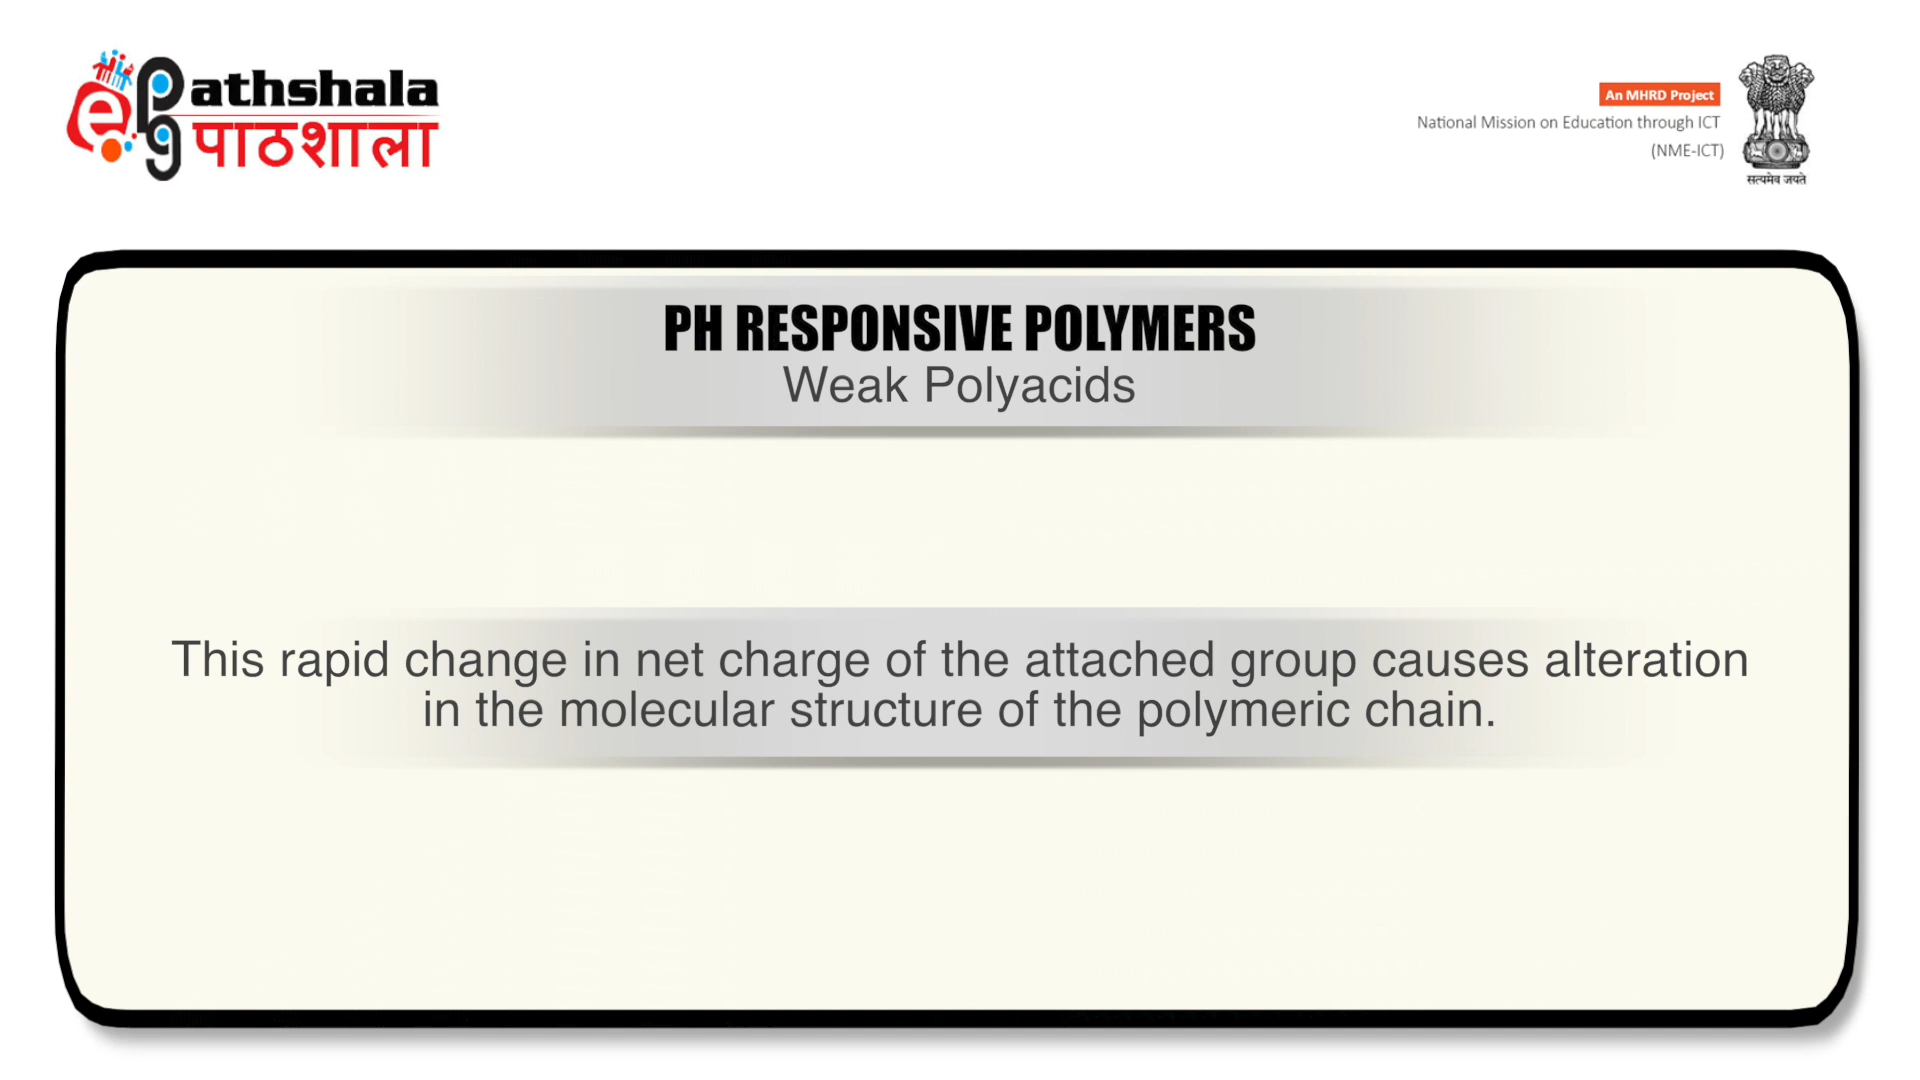 e Pg athshala
पाठशाला
An MHRD Project
National Mission on Education through ICT
(NME-ICT)
सत्यमेव जयते
PH RESPONSIVE POLYMERS
Weak Polyacids
This rapid change in net charge of the attached group causes alteration
in the molecular structure of the polymeric chain.